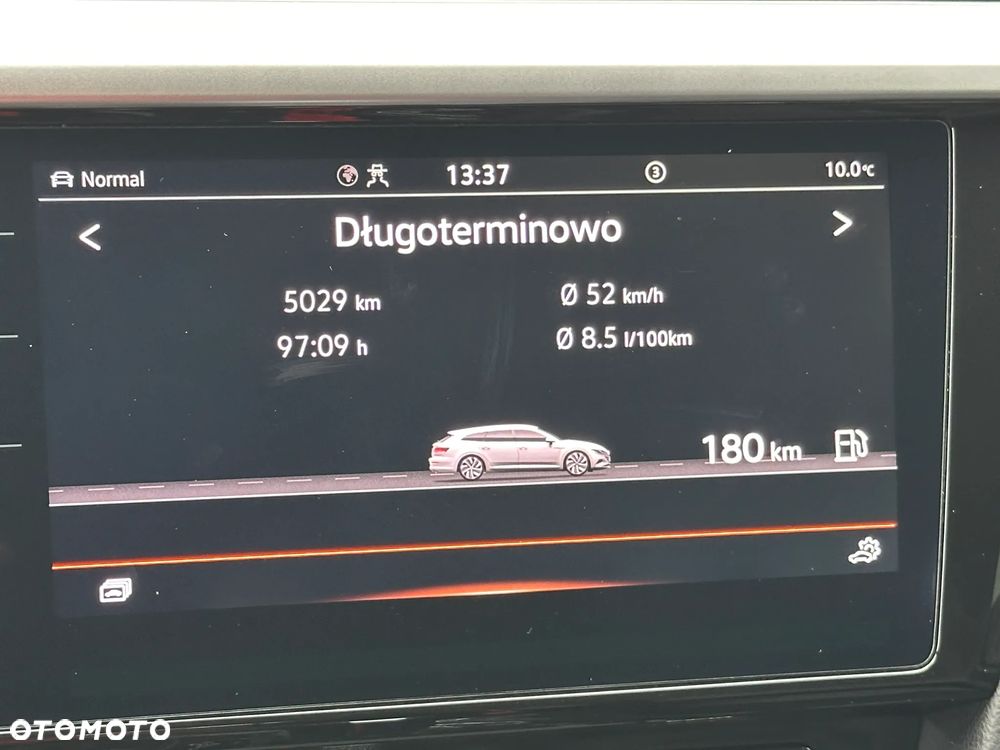 Normal 13:37 3 10.0°C
< Długoterminowo >
5029 km Ø 52 km/h
97:09 h Ø 8.5 l/100km
180 km
OTOMOTO